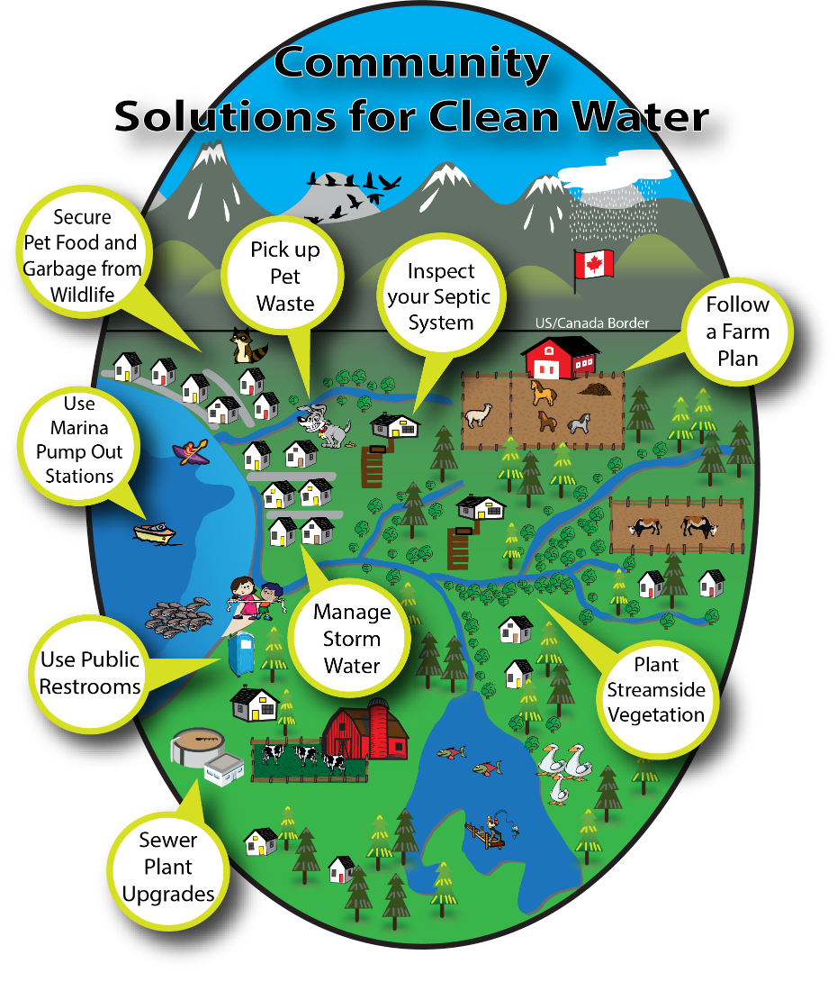 Community
Solutions for Clean Water
Secure
Pet Food and
Garbage from
Wildlife
Pick up
Pet
Waste
Inspect
your Septic
System
US/Canada Border
Follow
a Farm
Plan
Use
Marina
Pump Out
Stations
Manage
Storm
Water
Use Public
Restrooms
Plant
Streamside
Vegetation
Sewer
Plant
Upgrades